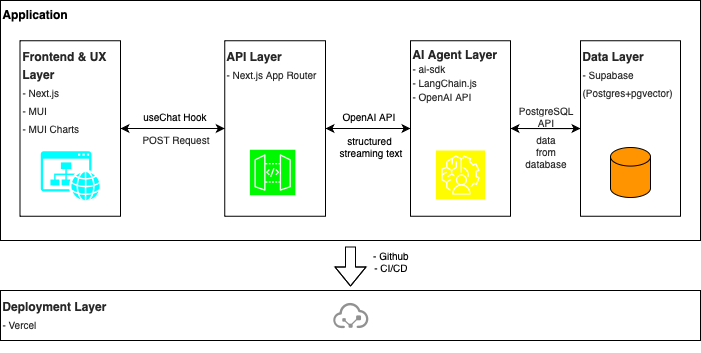 Application
Frontend & UX
Layer
- Next.js
- MUI
- MUI Charts
useChat Hook
POST Request
API Layer
- Next.js App Router
</>
OpenAI API
structured
streaming text
AI Agent Layer
- ai-sdk
- LangChain.js
- OpenAI API
PostgreSQL
API
data
from
database
Data Layer
- Supabase
(Postgres+pgvector)
- Github
- CI/CD
Deployment Layer
- Vercel